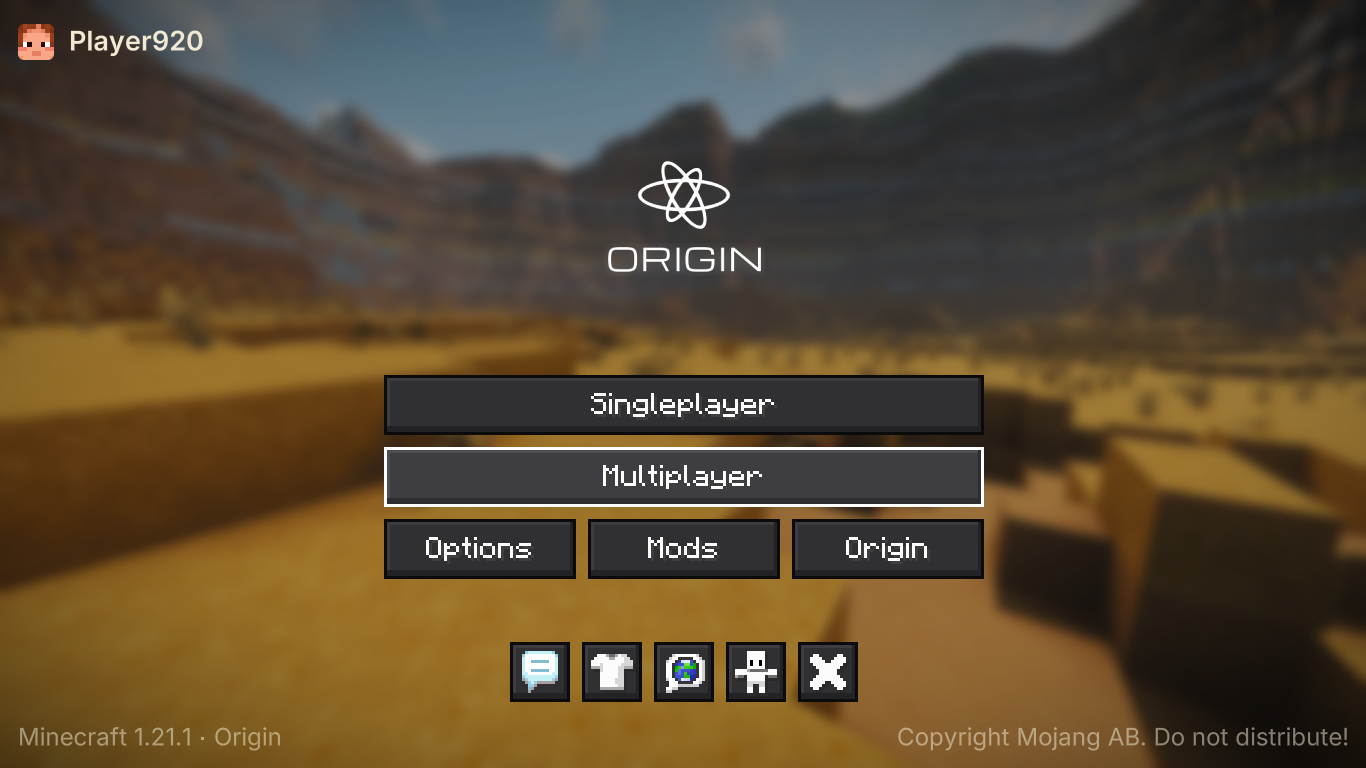 Player920
ORIGIN
Singleplayer
Multiplayer
Options
Mods
Origin
Minecraft 1.21.1 · Origin
Copyright Mojang AB. Do not distribute!